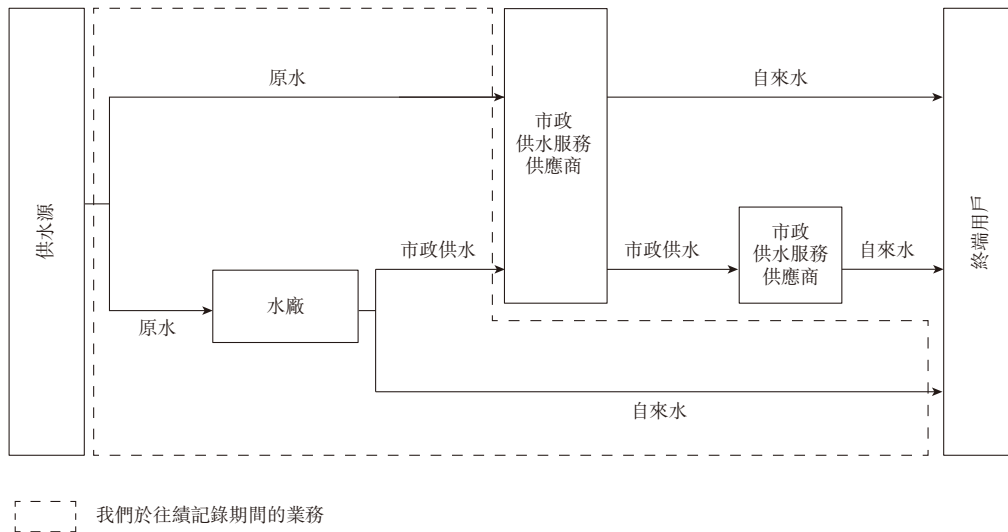 原水
自來水
市政
供水服務
供應商
供水源
終端用戶
市政供水
市政供水
市政
供水服務
供應商
自來水
水廠
原水
自來水
我們於往績記錄期間的業務